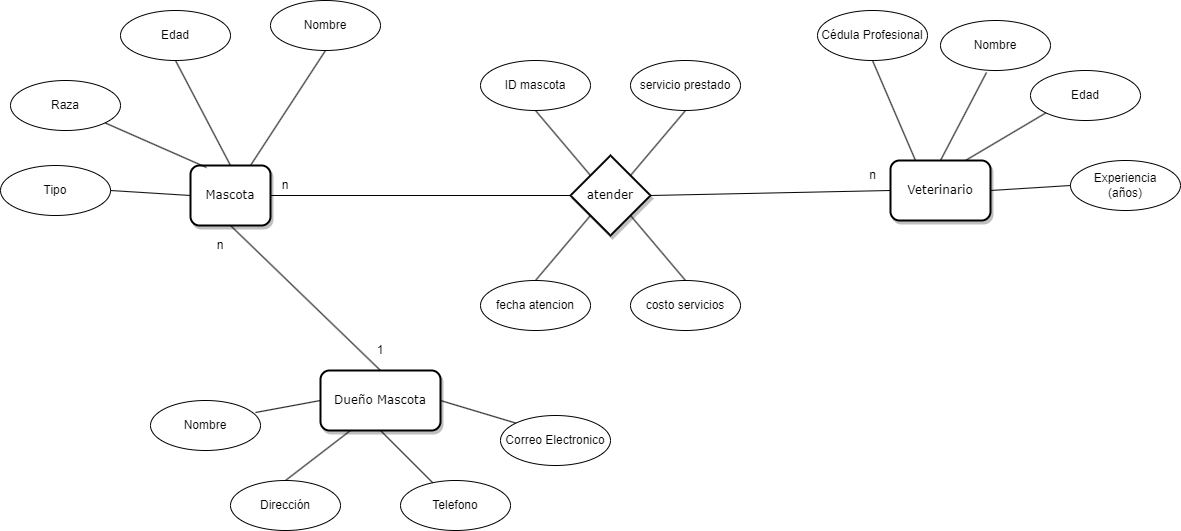 Nombre
Edad
Cédula Profesional
Nombre
ID mascota
servicio prestado
Edad
Raza
Tipo
Mascota
n
atender
n
Veterinario
Experiencia
(años)
n
fecha atencion
costo servicios
1
Dueño Mascota
Nombre
Correo Electronico
Dirección
Telefono